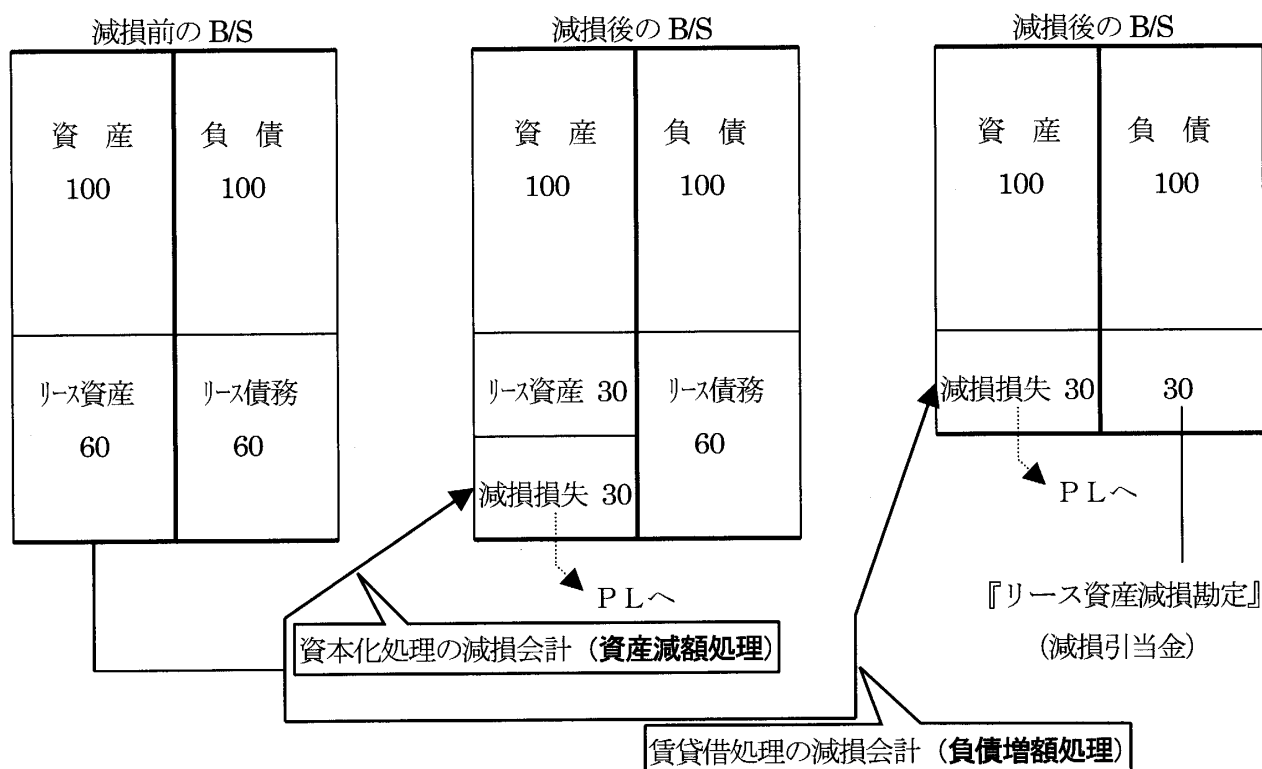 減損前の B/S
資 産
100
負 債
100
リース資産
60
リース債務
60
減損後の B/S
資 産
100
負 債
100
リース資産 30
減損損失 30
リース債務
60
PLへ
減損後の B/S
資 産
100
負 債
100
減損損失 30
30
PLへ
『リース資産減損勘定』
(減損引当金)
資本化処理の減損会計(資産減額処理)
賃貸借処理の減損会計(負債増額処理)